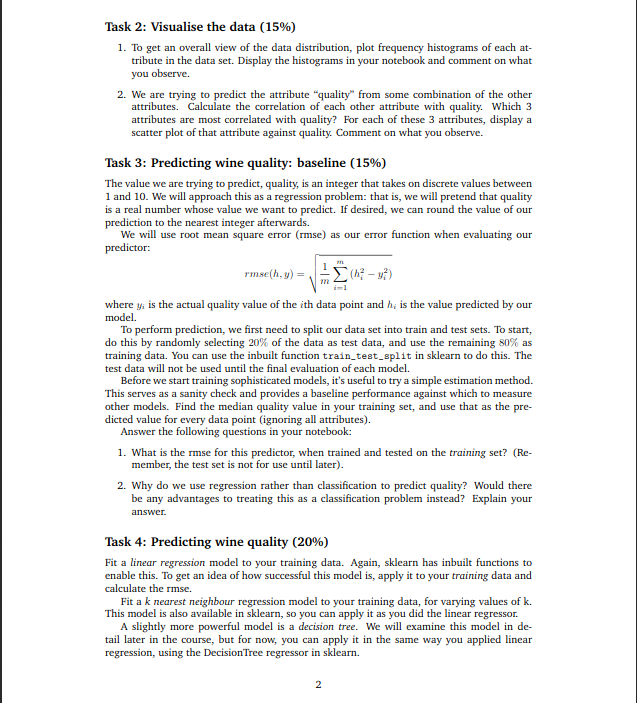 Task 2: Visualise the data (15%)
1. To get an overall view of the data distribution, plot frequency histograms of each at-
tribute in the data set. Display the histograms in your notebook and comment on what
you observe.
2. We are trying to predict the attribute “quality” from some combination of the other
attributes. Calculate the correlation of each other attribute with quality. Which 3
attributes are most correlated with quality? For each of these 3 attributes, display a
scatter plot of that attribute against quality. Comment on what you observe.
Task 3: Predicting wine quality: baseline (15%)
The value we are trying to predict, quality, is an integer that takes on discrete values between
1 and 10. We will approach this as a regression problem: that is, we will pretend that quality
is a real number whose value we want to predict. If desired, we can round the value of our
prediction to the nearest integer afterwards.
We will use root mean square error (rmse) as our error function when evaluating our
predictor:
rmse(h, y) = √(1/m ∑_{i=1}^{m} (h_i^2 − y_i^2))
where y_i is the actual quality value of the ith data point and h_i is the value predicted by our
model.
To perform prediction, we first need to split our data set into train and test sets. To start,
do this by randomly selecting 20% of the data as test data, and use the remaining 80% as
training data. You can use the inbuilt function train_test_split in sklearn to do this. The
test data will not be used until the final evaluation of each model.
Before we start training sophisticated models, it's useful to try a simple estimation method.
This serves as a sanity check and provides a baseline performance against which to measure
other models. Find the median quality value in your training set, and use that as the pre-
dicted value for every data point (ignoring all attributes).
Answer the following questions in your notebook:
1. What is the rmse for this predictor, when trained and tested on the training set? (Re-
member, the test set is not for use until later).
2. Why do we use regression rather than classification to predict quality? Would there
be any advantages to treating this as a classification problem instead? Explain your
answer.
Task 4: Predicting wine quality (20%)
Fit a linear regression model to your training data. Again, sklearn has inbuilt functions to
enable this. To get an idea of how successful this model is, apply it to your training data and
calculate the rmse.
Fit a k nearest neighbour regression model to your training data, for varying values of k.
This model is also available in sklearn, so you can apply it as you did the linear regressor.
A slightly more powerful model is a decision tree. We will examine this model in de-
tail later in the course, but for now, you can apply it in the same way you applied linear
regression, using the DecisionTree regressor in sklearn.
2